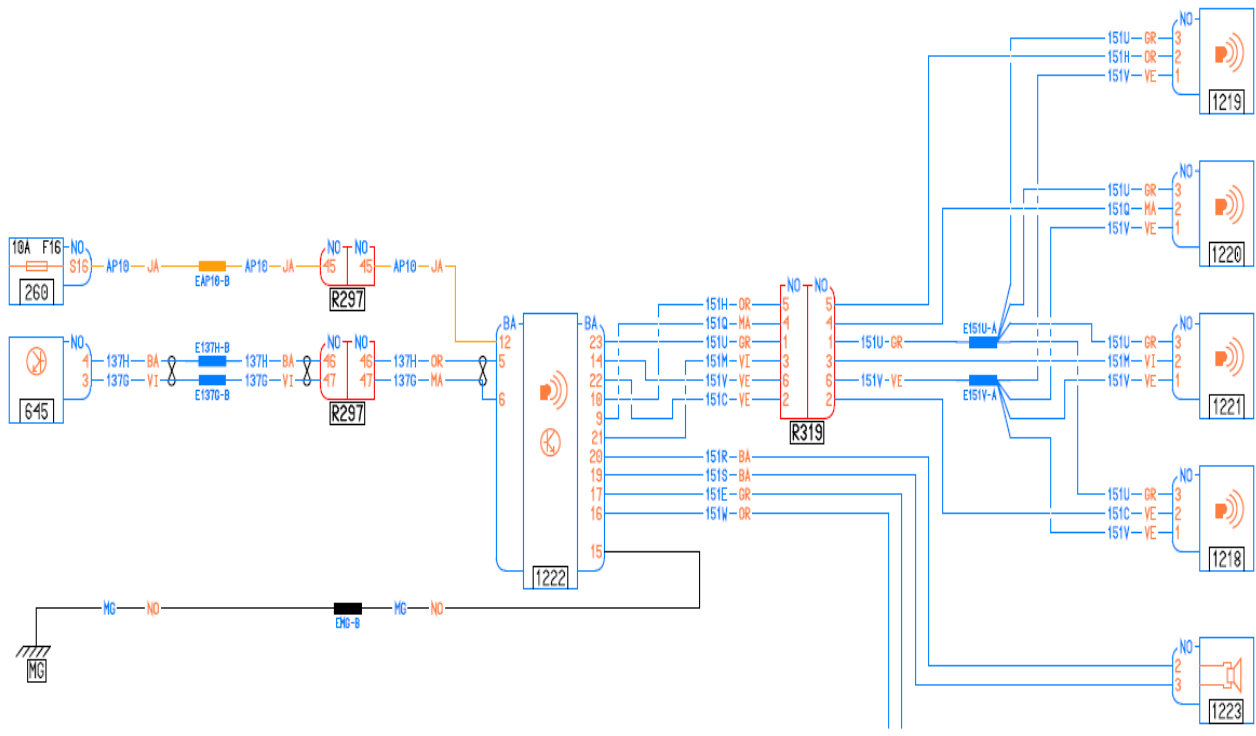 NO
151U GR 3
151H OR 2
151V VE 1
1219
NO
151U GR 3
151Q MA 2
151V VE 1
1220
10A F16 NO
S16 AP10 JA EAP10-B AP10 JA
260
NO NO
45 45 AP10 JA
R297
NO
4 137H BA E137H-B 137H BA
3 137G VI E137G-B 137G VI
645
NO NO
46 46 137H OR
47 47 137G MA
R297
BA BA
12
5
6
23
14
22
10
9
21
20
19
17
16
15
1222
151H OR
151Q MA
151U GR
151M VI
151V VE
151C VE
NO NO
5 5
4 4
1 1
3 3
6 6
2 2
R319
151U GR E151U-A
151V VE E151V-A
NO
151U GR 3
151M VI 2
151V VE 1
1221
151R BA
151S BA
151E GR
151W OR
NO
151U GR 3
151C VE 2
151V VE 1
1218
MG NO EMG-B MG NO
MG
NO
2
3
1223